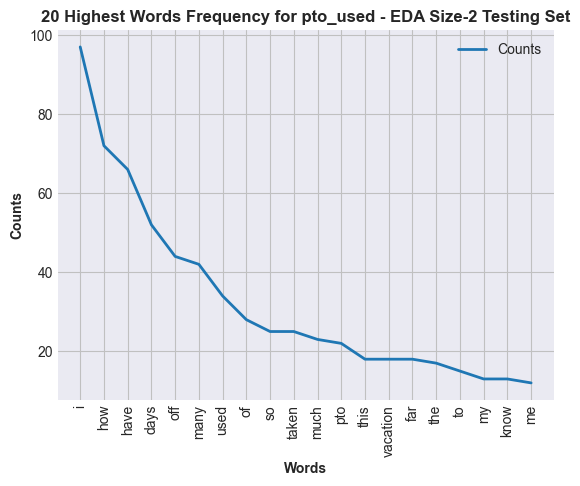 20 Highest Words Frequency for pto_used - EDA Size-2 Testing Set
Counts
100
80
60
40
20
Counts
i
how
have
days
off
many
used
of
so
taken
much
pto
this
vacation
far
the
to
my
know
me
Words